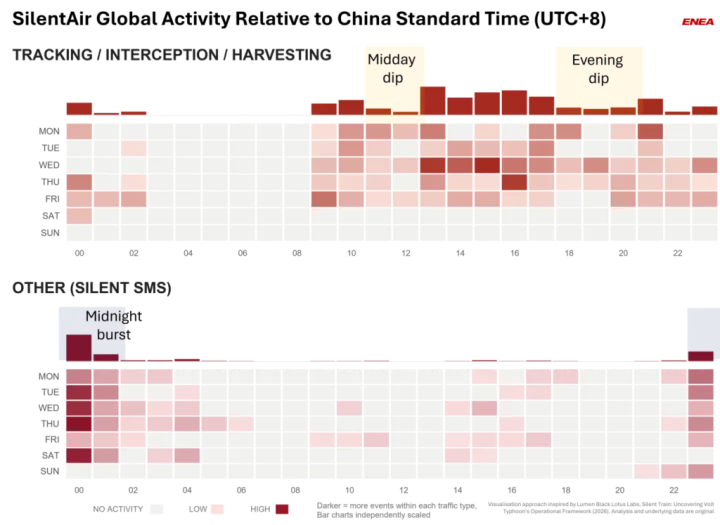 SilentAir Global Activity Relative to China Standard Time (UTC+8)
ENEA
TRACKING / INTERCEPTION / HARVESTING
Midday
dip
Evening
dip
MON
TUE
WED
THU
FRI
SAT
SUN
00 02 04 06 08 10 12 14 16 18 20 22
OTHER (SILENT SMS)
Midnight
burst
MON
TUE
WED
THU
FRI
SAT
SUN
00 02 04 06 08 10 12 14 16 18 20 22
NO ACTIVITY LOW HIGH
Darker = more events within each traffic type,
Bar charts independently scaled
Visualization approach inspired by Lumen Black Lotus Labs, Silent Train: Uncovering Volt
Typhoon's Operational Framework (2026). Analysis and underlying data are original